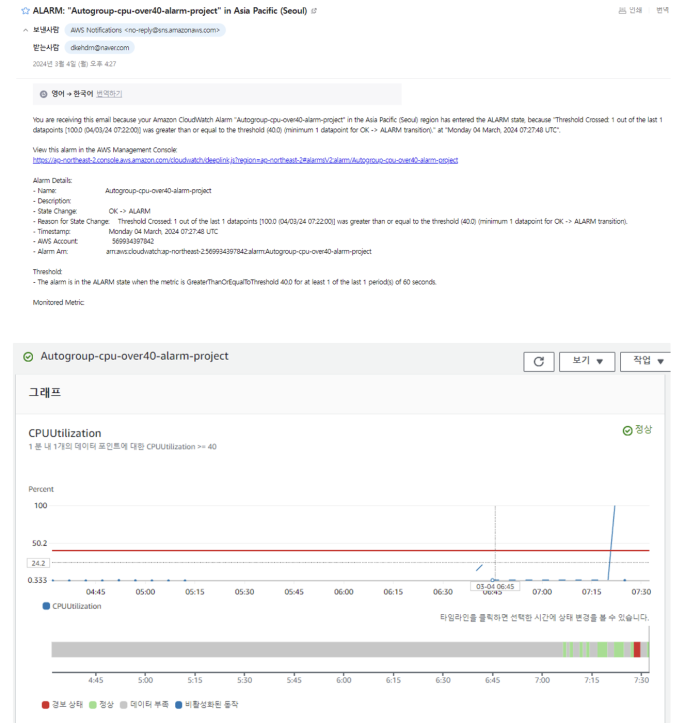 ALARM: "Autogroup-cpu-over40-alarm-project" in Asia Pacific (Seoul)
인쇄 번역
보낸사람 AWS Notifications <no-reply@sns.amazonaws.com>
받는사람 dkehdrn@naver.com
2024년 3월 4일 (월) 오후 4:27
영어 → 한국어 번역하기
You are receiving this email because your Amazon CloudWatch Alarm "Autogroup-cpu-over40-alarm-project" in the Asia Pacific (Seoul) region has entered the ALARM state, because "Threshold Crossed: 1 out of the last 1
datapoints [100.0 (04/03/24 07:22:00)] was greater than or equal to the threshold (40.0) (minimum 1 datapoint for OK -> ALARM transition)." at "Monday 04 March, 2024 07:27:48 UTC".
View this alarm in the AWS Management Console:
https://ap-northeast-2.console.aws.amazon.com/cloudwatch/deeplink.js?region=ap-northeast-2#alarmsV2:alarm/Autogroup-cpu-over40-alarm-project
Alarm Details:
- Name: Autogroup-cpu-over40-alarm-project
- Description:
- State Change: OK -> ALARM
- Reason for State Change: Threshold Crossed: 1 out of the last 1 datapoints [100.0 (04/03/24 07:22:00)] was greater than or equal to the threshold (40.0) (minimum 1 datapoint for OK -> ALARM transition).
- Timestamp: Monday 04 March, 2024 07:27:48 UTC
- AWS Account: 569934397842
- Alarm Arn: arn:aws:cloudwatch:ap-northeast-2:569934397842:alarm:Autogroup-cpu-over40-alarm-project
Threshold:
- The alarm is in the ALARM state when the metric is GreaterThanOrEqualToThreshold 40.0 for at least 1 of the last 1 period(s) of 60 seconds.
Monitored Metric:
Autogroup-cpu-over40-alarm-project
보기 ▼ 작업 ▼
그래프
CPUUtilization
정상
1 분 내 1개의 데이터 포인트에 대한 CPUUtilization >= 40
Percent
100
50.2
24.2
0.333
04:45 05:00 05:15 05:30 05:45 06:00 06:15 06:30 06:45 07:00 07:15 07:30
03-04 06:45
CPUUtilization
타임라인을 클릭하면 선택한 시간에 상태 변경을 볼 수 있습니다.
4:45 5:00 5:15 5:30 5:45 6:00 6:15 6:30 6:45 7:00 7:15 7:30
경보 상태 정상 데이터 부족 비활성화된 동작